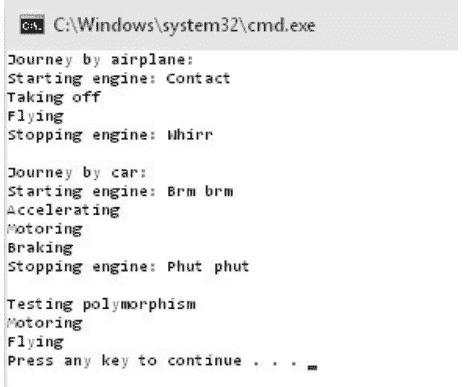 C:\Windows\system32\cmd.exe
Journey by airplane:
Starting engine: Contact
Taking off
Flying
Stopping engine: Whirr
Journey by car:
Starting engine: Brm brm
Accelerating
Motoring
Braking
Stopping engine: Phut phut
Testing polymorphism
Motoring
Flying
Press any key to continue . . . _